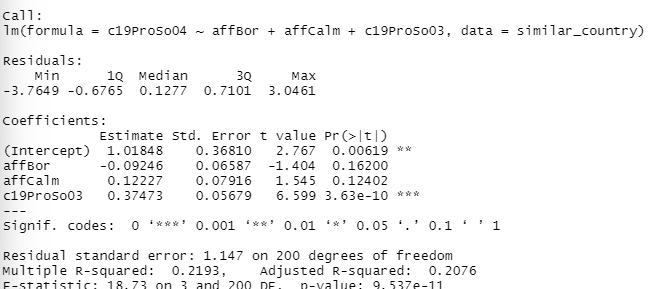 Call:
lm(formula = c19ProSo04 ~ affBor + affCalm + c19ProSo03, data = similar_country)
Residuals:
Min 1Q Median 3Q Max
-3.7649 -0.6765 0.1277 0.7101 3.0461
Coefficients:
Estimate Std. Error t value Pr(>|t|)
(Intercept) 1.01848 0.36810 2.767 0.00619 **
affBor -0.09246 0.06587 -1.404 0.16200
affCalm 0.12227 0.07916 1.545 0.12402
c19ProSo03 0.37473 0.05679 6.599 3.63e-10 ***
---
Signif. codes: 0 ‘***’ 0.001 ‘**’ 0.01 ‘*’ 0.05 ‘.’ 0.1 ‘ ’ 1
Residual standard error: 1.147 on 200 degrees of freedom
Multiple R-squared: 0.2193, Adjusted R-squared: 0.2076
F-statistic: 18.73 on 3 and 200 DF, p-value: 9.537e-11